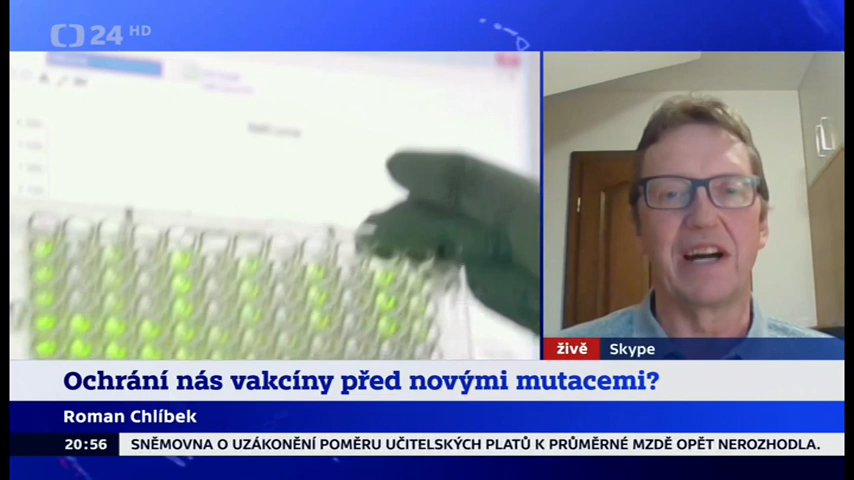 24 HD
živě Skype
Ochrání nás vakcíny před novými mutacemi?
Roman Chlíbek
20:56 SNĚMOVNA O UZÁKONĚNÍ POMĚRU UČITELSKÝCH PLATŮ K PRŮMĚRNÉ MZDĚ OPĚT NEROZHODLA.